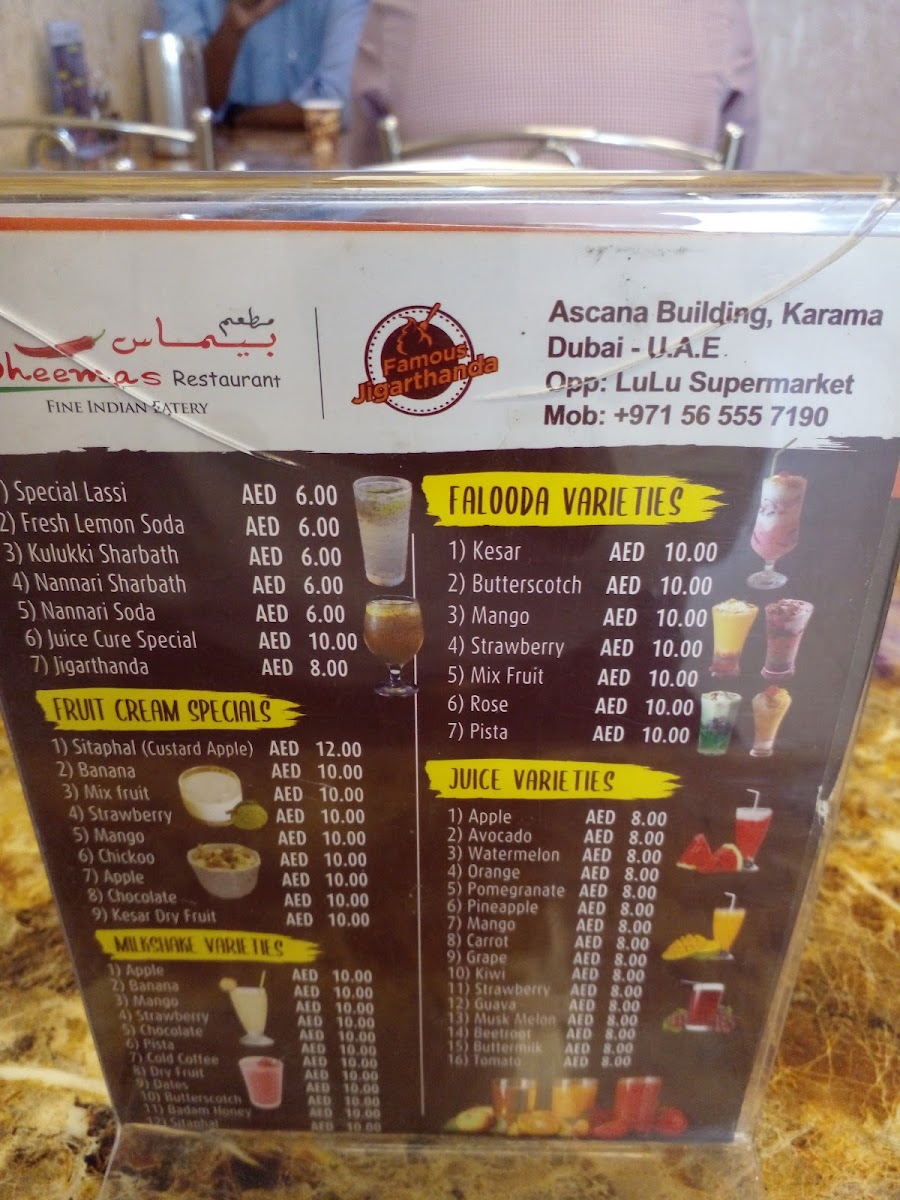 مطعم
بيماس
heemas Restaurant
FINE INDIAN EATERY
Famous
Jigarthanda
Ascana Building, Karama
Dubai - U.A.E.
Opp: LuLu Supermarket
Mob: +971 56 555 7190
) Special Lassi AED 6.00
2) Fresh Lemon Soda AED 6.00
3) Kulukki Sharbath AED 6.00
4) Nannari Sharbath AED 6.00
5) Nannari Soda AED 6.00
6) Juice Cure Special AED 10.00
7) Jigarthanda AED 8.00
FRUIT CREAM SPECIALS
1) Sitaphal (Custard Apple) AED 12.00
2) Banana AED 10.00
3) Mix fruit AED 10.00
4) Strawberry AED 10.00
5) Mango AED 10.00
6) Chickoo AED 10.00
7) Apple AED 10.00
8) Chocolate AED 10.00
9) Kesar Dry Fruit AED 10.00
MILKSHAKE VARIETIES
1) Apple AED 10.00
2) Banana AED 10.00
3) Mango AED 10.00
4) Strawberry AED 10.00
5) Chocolate AED 10.00
6) Pista AED 10.00
7) Cold Coffee AED 10.00
8) Dry Fruit AED 10.00
9) Dates AED 10.00
10) Butterscotch AED 10.00
11) Badam Honey AED 10.00
12) Sitaphal AED 10.00
FALOODA VARIETIES
1) Kesar AED 10.00
2) Butterscotch AED 10.00
3) Mango AED 10.00
4) Strawberry AED 10.00
5) Mix Fruit AED 10.00
6) Rose AED 10.00
7) Pista AED 10.00
JUICE VARIETIES
1) Apple AED 8.00
2) Avocado AED 8.00
3) Watermelon AED 8.00
4) Orange AED 8.00
5) Pomegranate AED 8.00
6) Pineapple AED 8.00
7) Mango AED 8.00
8) Carrot AED 8.00
9) Grape AED 8.00
10) Kiwi AED 8.00
11) Strawberry AED 8.00
12) Guava AED 8.00
13) Musk Melon AED 8.00
14) Beetroot AED 8.00
15) Buttermilk AED 8.00
16) Tomato AED 8.00